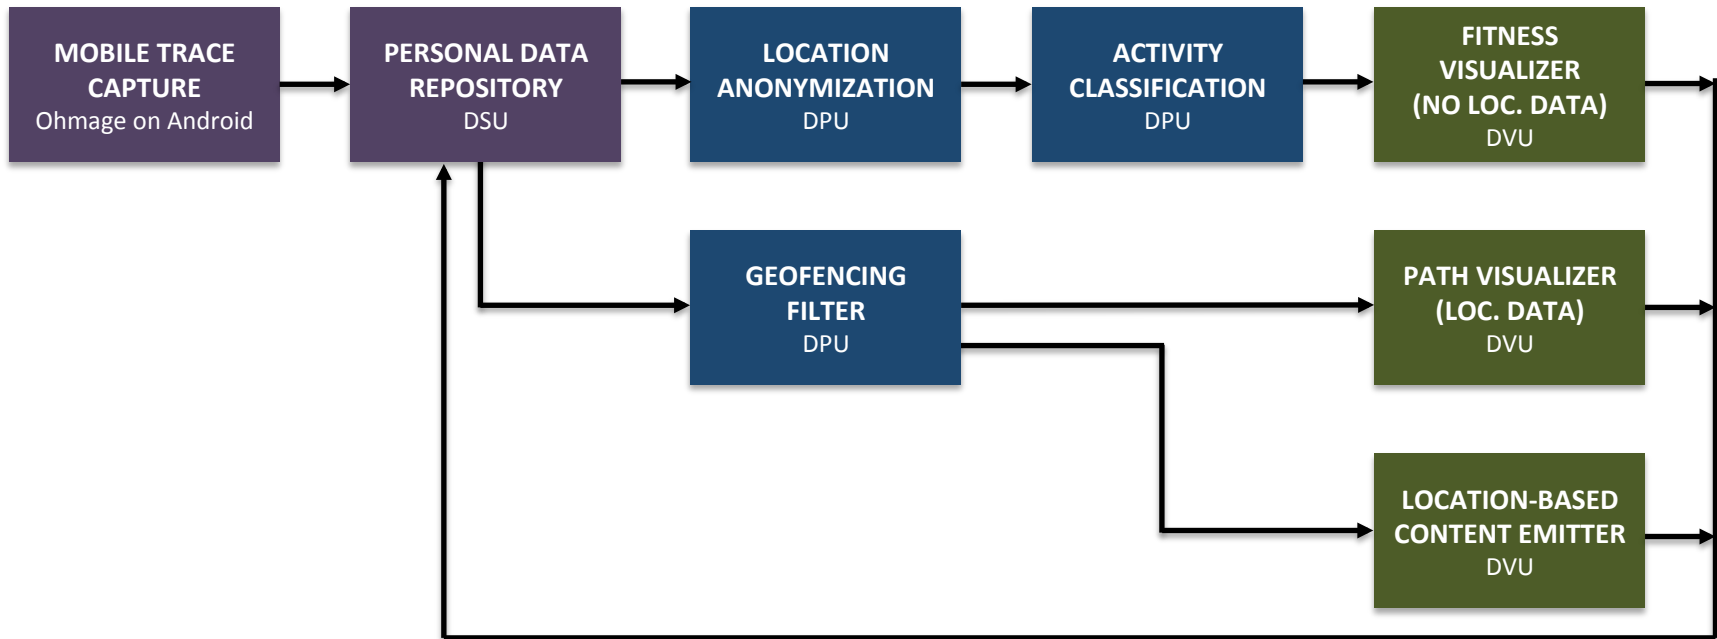 MOBILE TRACE
CAPTURE
Ohmage on Android
PERSONAL DATA
REPOSITORY
DSU
LOCATION
ANONYMIZATION
DPU
ACTIVITY
CLASSIFICATION
DPU
FITNESS
VISUALIZER
(NO LOC. DATA)
DVU
GEOFENCING
FILTER
DPU
PATH VISUALIZER
(LOC. DATA)
DVU
LOCATION-BASED
CONTENT EMITTER
DVU